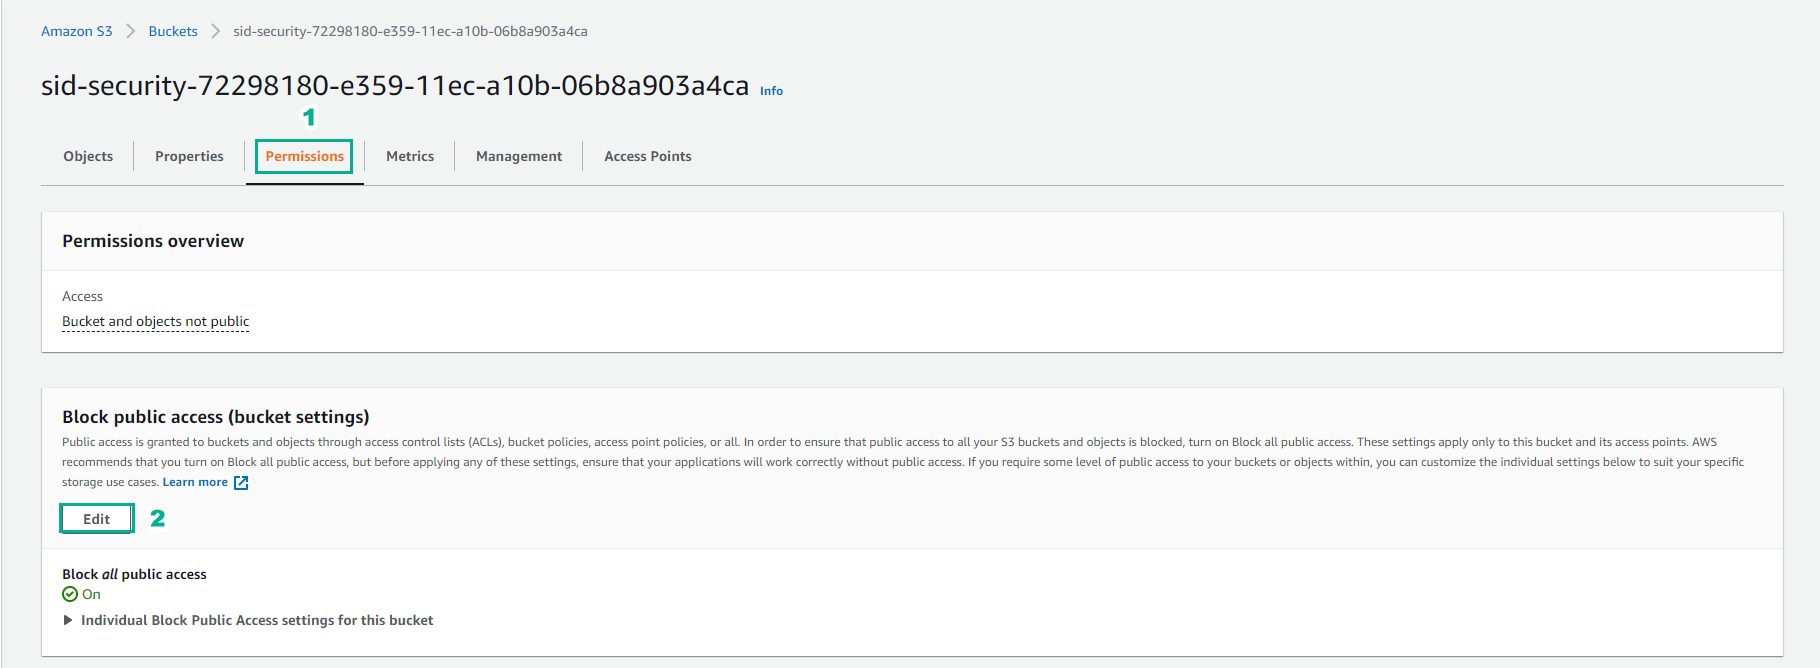 Amazon S3 > Buckets > sid-security-72298180-e359-11ec-a10b-06b8a903a4ca
sid-security-72298180-e359-11ec-a10b-06b8a903a4ca Info
1
Objects Properties Permissions Metrics Management Access Points
Permissions overview
Access
Bucket and objects not public
Block public access (bucket settings)
Public access is granted to buckets and objects through access control lists (ACLs), bucket policies, access point policies, or all. In order to ensure that public access to all your S3 buckets and objects is blocked, turn on Block all public access. These settings apply only to this bucket and its access points. AWS
recommends that you turn on Block all public access, but before applying any of these settings, ensure that your applications will work correctly without public access. If you require some level of public access to your buckets or objects within, you can customize the individual settings below to suit your specific
storage use cases. Learn more
Edit 2
Block all public access
On
Individual Block Public Access settings for this bucket